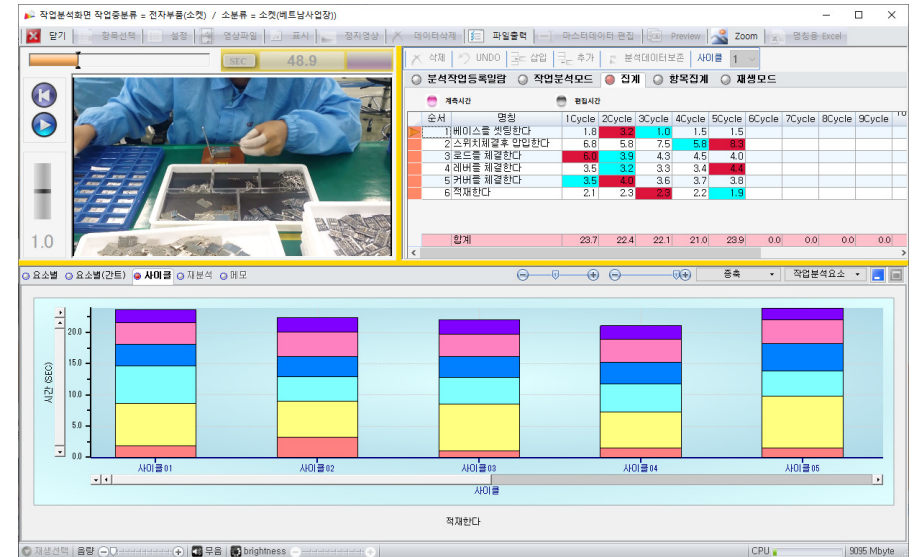 작업분석화면 작업중분류 = 전자부품(소켓) / 소분류 = 소켓(베트남사업장))
닫기 항목선택 설정 영상파일 표시 정지영상 데이터삭제 파일출력 마스터데이터 편집 Preview Zoom 명칭용 Excel
SEC 48.9
삭제 UNDO 삽입 추가 분석데이터보존 사이클 1
분석작업등록일람 작업분석모드 집계 항목집계 재생모드
계측시간 편집시간
순서 명칭 1Cycle 2Cycle 3Cycle 4Cycle 5Cycle 6Cycle 7Cycle 8Cycle 9Cycle
1 베이스를 셋팅한다 1.8 3.2 1.0 1.5 1.5
2 스위치체결후 압입한다 6.8 5.8 7.5 5.8 8.3
3 로드를 체결한다 6.0 3.9 4.3 4.5 4.0
4 레버를 체결한다 3.5 3.2 3.3 3.4 4.4
5 커버를 체결한다 3.5 4.0 3.6 3.7 3.8
6 적재한다 2.1 2.3 2.3 2.2 1.9
합계 23.7 22.4 22.1 21.0 23.9 0.0 0.0 0.0 0.0
1.0
요소별 요소별(간트) 사이클 재분석 메모 종축 작업분석요소
20.0
15.0
10.0
5.0
0.0
시간 (SEC)
사이클01 사이클02 사이클03 사이클04 사이클05
사이클
적재한다
재생선택 음량 무음 brightness CPU 9095 Mbyte